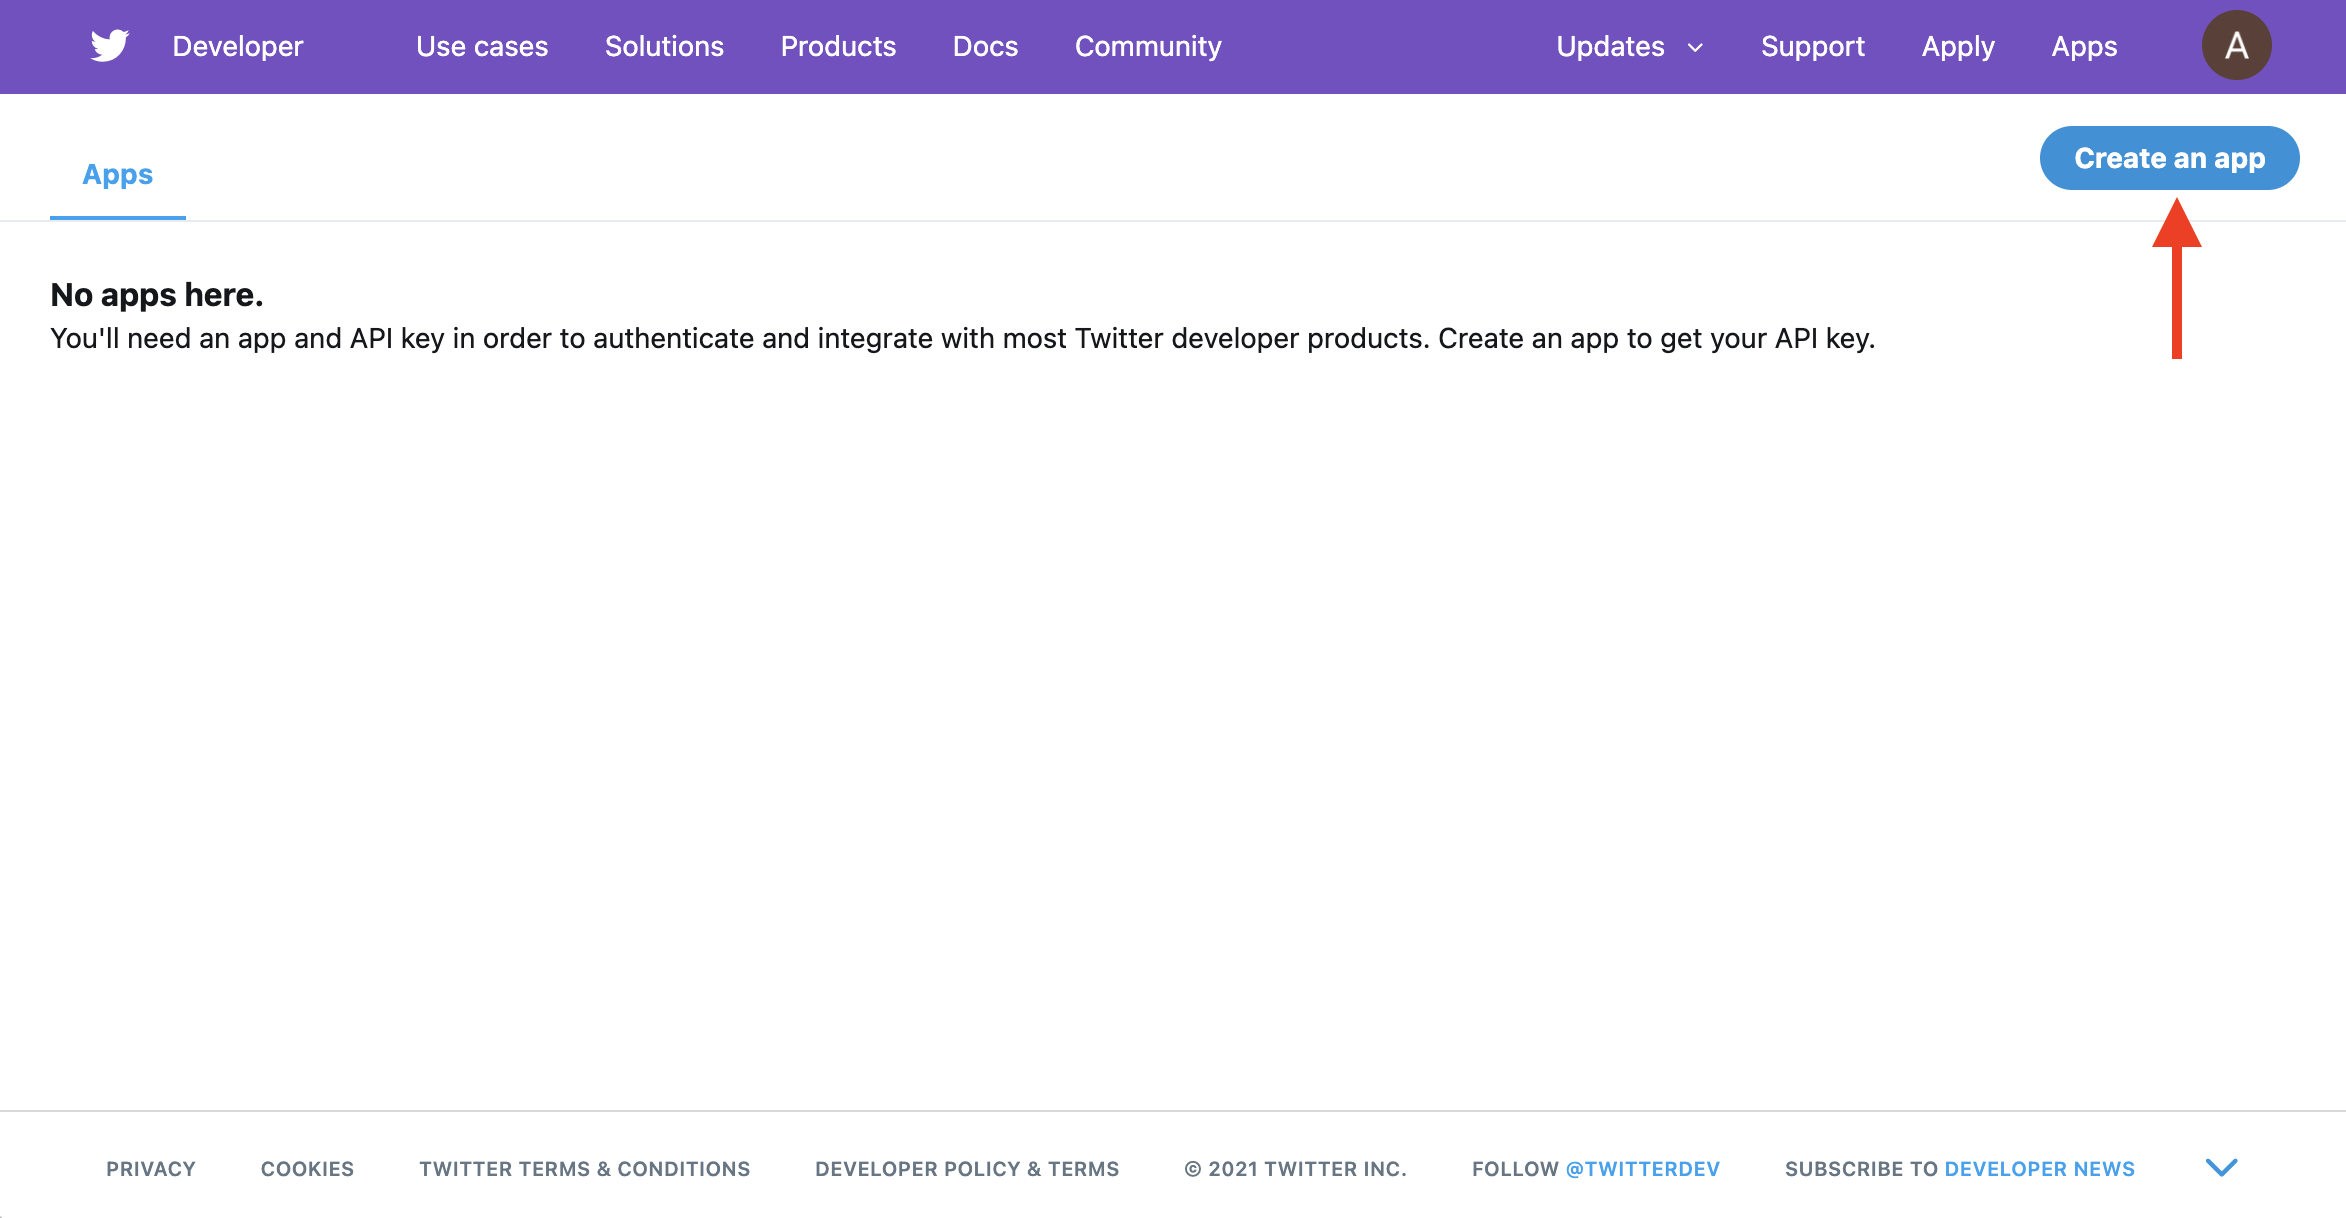 Developer Use cases Solutions Products Docs Community Updates Support Apply Apps A
Apps Create an app
No apps here.
You'll need an app and API key in order to authenticate and integrate with most Twitter developer products. Create an app to get your API key.
PRIVACY COOKIES TWITTER TERMS & CONDITIONS DEVELOPER POLICY & TERMS © 2021 TWITTER INC. FOLLOW @TWITTERDEV SUBSCRIBE TO DEVELOPER NEWS